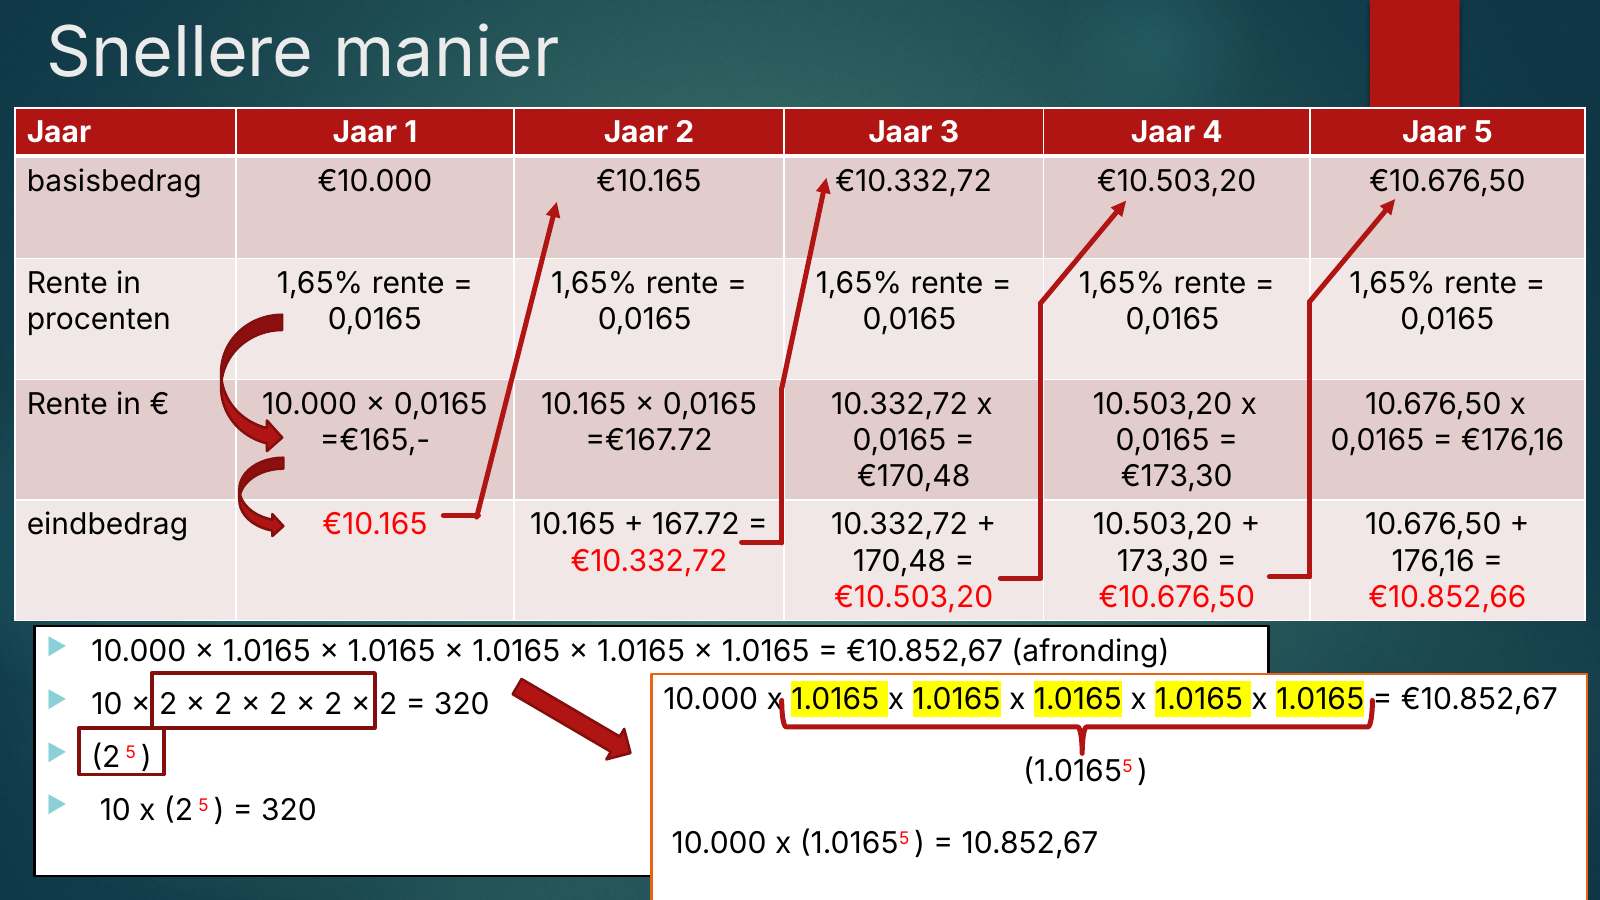 Snellere manier
Jaar Jaar 1 Jaar 2 Jaar 3 Jaar 4 Jaar 5
basisbedrag €10.000 €10.165 €10.332,72 €10.503,20 €10.676,50
Rente in 1,65% rente = 1,65% rente = 1,65% rente = 1,65% rente = 1,65% rente =
procenten 0,0165 0,0165 0,0165 0,0165 0,0165
Rente in € 10.000 × 0,0165 10.165 × 0,0165 10.332,72 x 10.503,20 x 10.676,50 x
=€165,- =€167.72 0,0165 = 0,0165 = 0,0165 = €176,16
€170,48 €173,30
eindbedrag €10.165 10.165 + 167.72 = 10.332,72 + 10.503,20 + 10.676,50 +
€10.332,72 170,48 = 173,30 = 176,16 =
€10.503,20 €10.676,50 €10.852,66
10.000 × 1.0165 × 1.0165 × 1.0165 × 1.0165 × 1.0165 = €10.852,67 (afronding)
10 × 2 × 2 × 2 × 2 × 2 = 320
(2⁵)
10 x (2⁵) = 320
10.000 x 1.0165 x 1.0165 x 1.0165 x 1.0165 x 1.0165 = €10.852,67
(1.0165⁵)
10.000 x (1.0165⁵) = 10.852,67